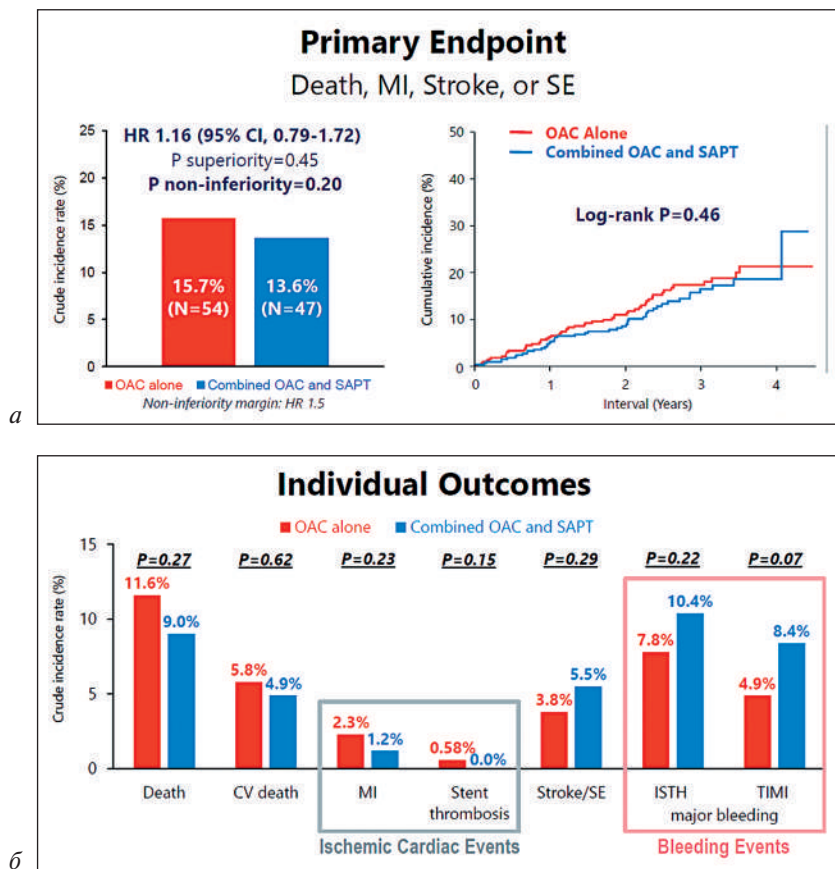 Primary Endpoint
Death, MI, Stroke, or SE
HR 1.16 (95% CI, 0.79-1.72)
P superiority=0.45
P non-inferiority=0.20
Crude incidence rate (%)
25
20
15
10
5
0
15.7%
(N=54)
13.6%
(N=47)
OAC alone Combined OAC and SAPT
Non-inferiority margin: HR 1.5
OAC Alone
Combined OAC and SAPT
Log-rank P=0.46
Cumulative incidence (%)
50
40
30
20
10
0
0 1 2 3 4
Interval (Years)
а
Individual Outcomes
OAC alone Combined OAC and SAPT
Crude incidence rate (%)
15
10
5
0
P=0.27 P=0.62 P=0.23 P=0.15 P=0.29 P=0.22 P=0.07
11.6% 9.0% 5.8% 4.9% 2.3% 1.2% 0.58% 0.0% 3.8% 5.5% 7.8% 10.4% 4.9% 8.4%
Death CV death MI Stent Stroke/SE ISTH TIMI
thrombosis major bleeding
Ischemic Cardiac Events Bleeding Events
б